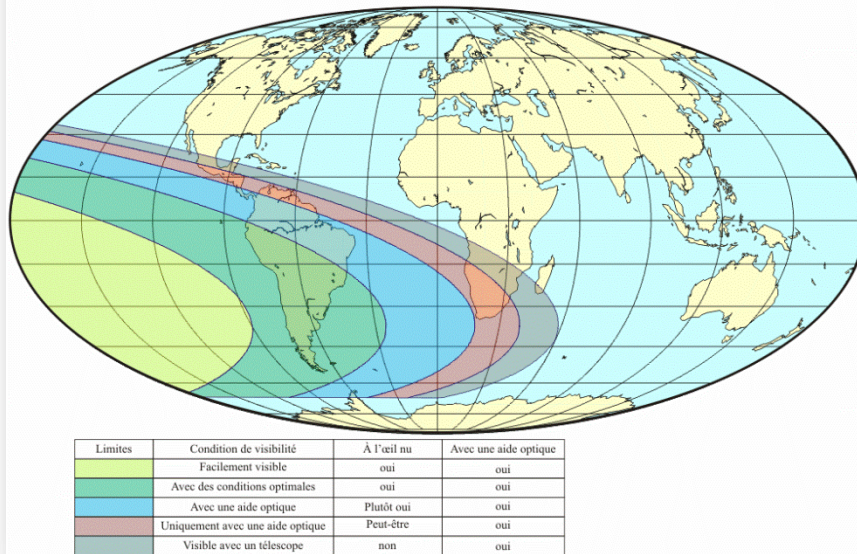 Limites Condition de visibilité À l'œil nu Avec une aide optique
Facilement visible oui oui
Avec des conditions optimales oui oui
Avec une aide optique Plutôt oui oui
Uniquement avec une aide optique Peut-être oui
Visible avec un télescope non oui